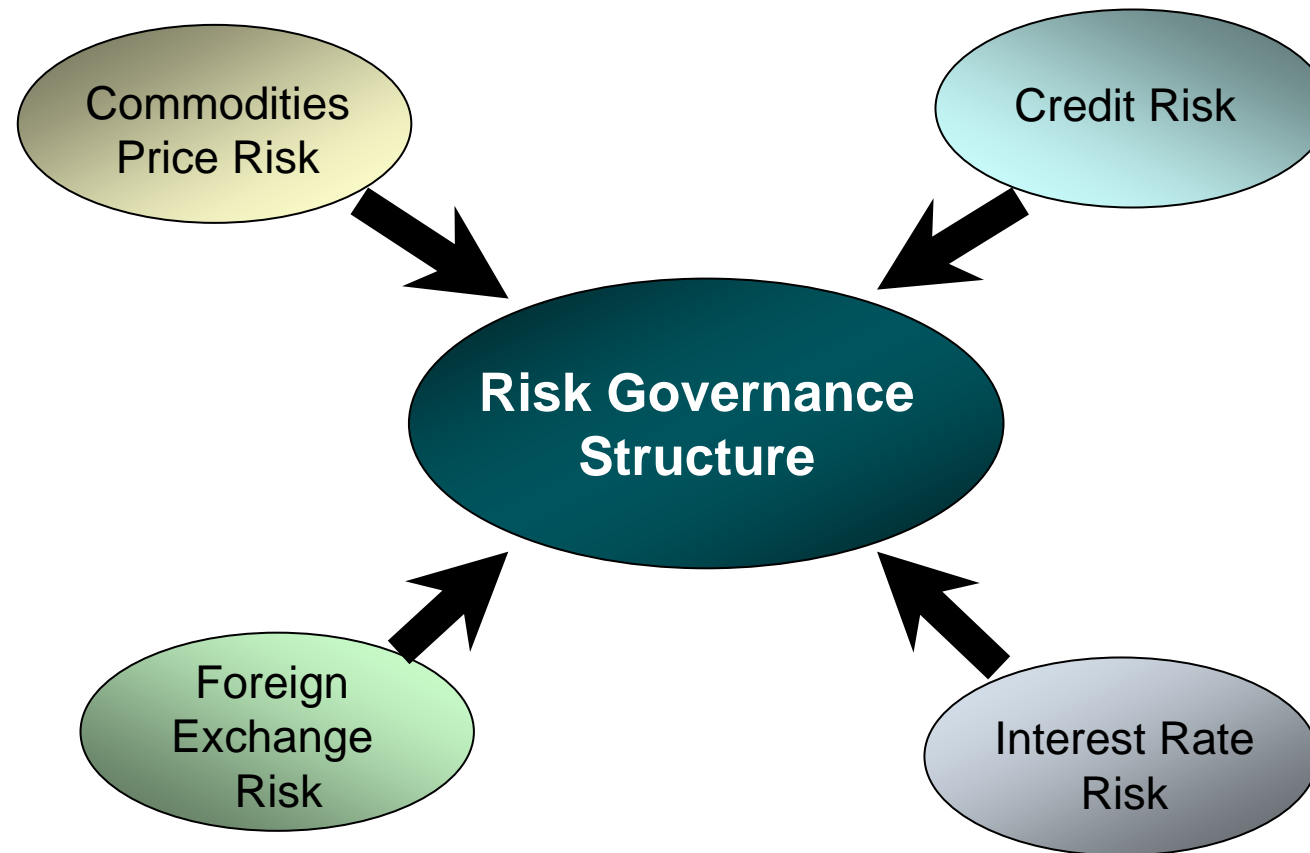 Commodities
Price Risk
Credit Risk
Risk Governance
Structure
Foreign
Exchange
Risk
Interest Rate
Risk